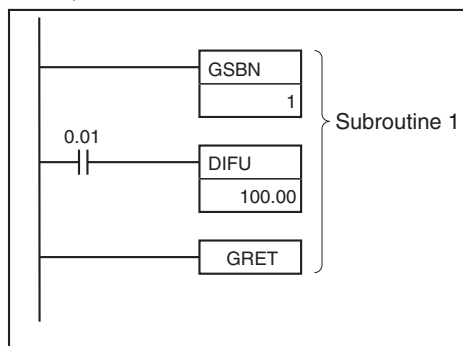 GSBN
1
Subroutine 1
0.01
DIFU
100.00
GRET